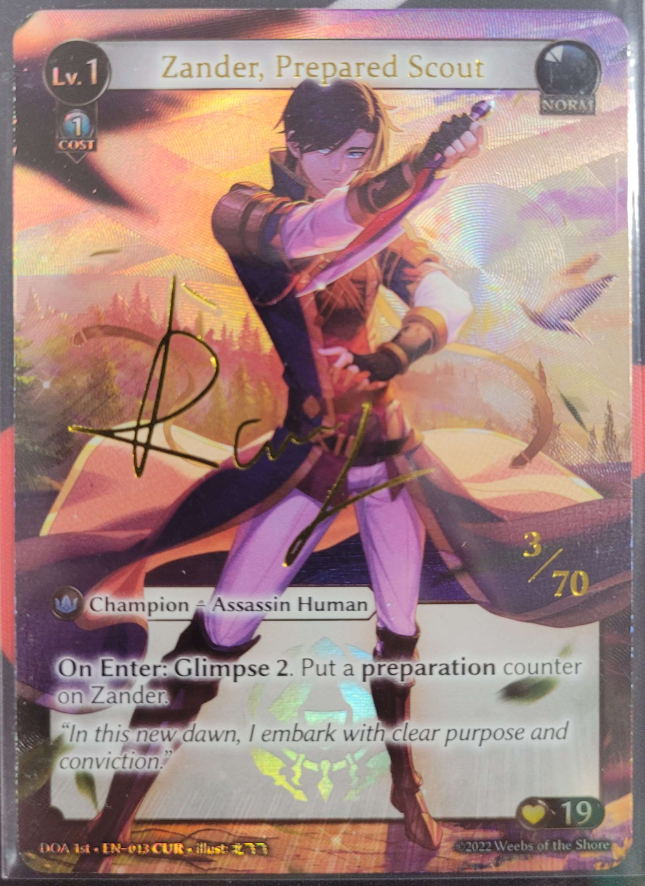 Lv. 1
Zander, Prepared Scout
NORM
1
COST
3/70
Champion - Assassin Human
On Enter: Glimpse 2. Put a preparation counter
on Zander.
"In this new dawn, I embark with clear purpose and
conviction."
19
DOA 1st • EN-013 CUR • illust:
©2022 Weebs of the Shore